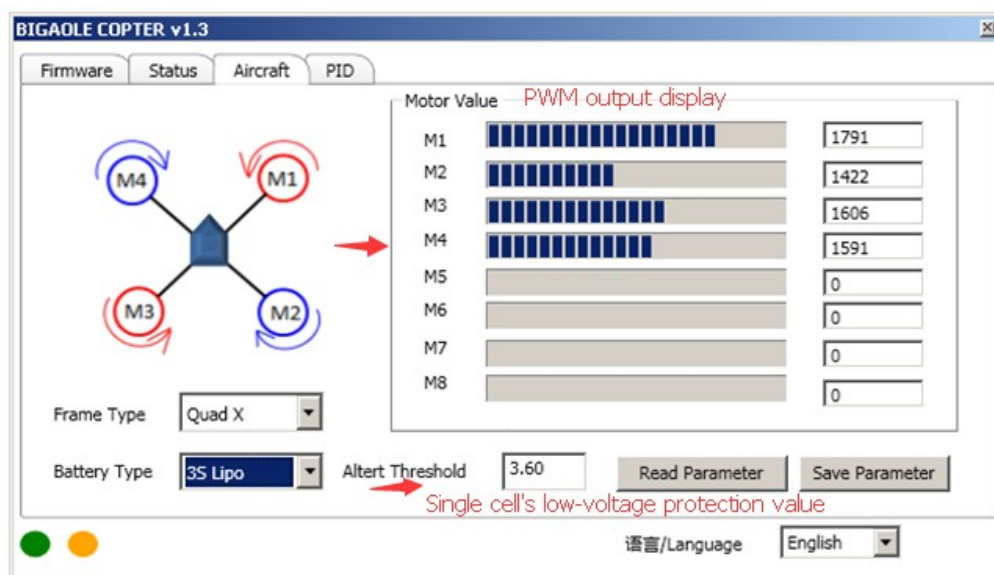 BIGAOLE COPTER v1.3
Firmware Status Aircraft PID
Motor Value PWM output display
M1 1791
M2 1422
M3 1606
M4 1591
M5 0
M6 0
M7 0
M8 0
M4 M1
M3 M2
Frame Type Quad X
Battery Type 3S Lipo Altert Threshold 3.60 Read Parameter Save Parameter
Single cell's low-voltage protection value
语言/Language English